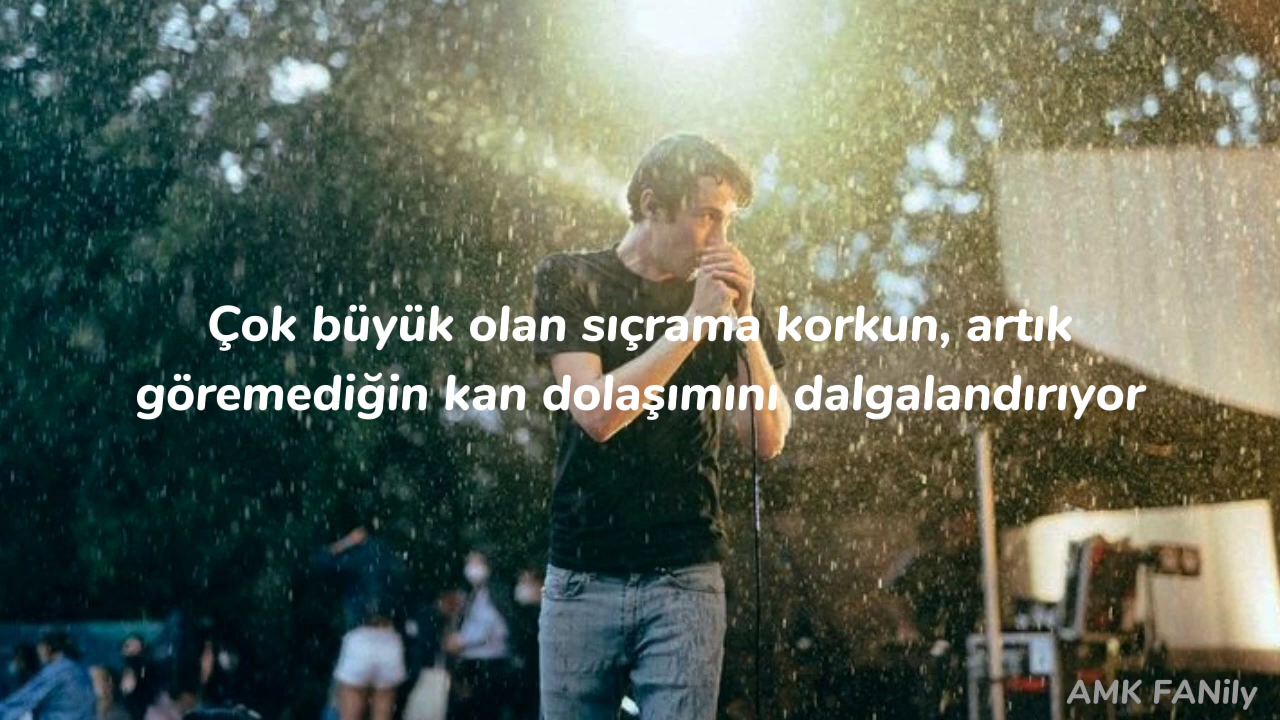 Çok büyük olan sıçrama korkun, artık
göremediğin kan dolaşımını dalgalandırıyor
AMK FANily